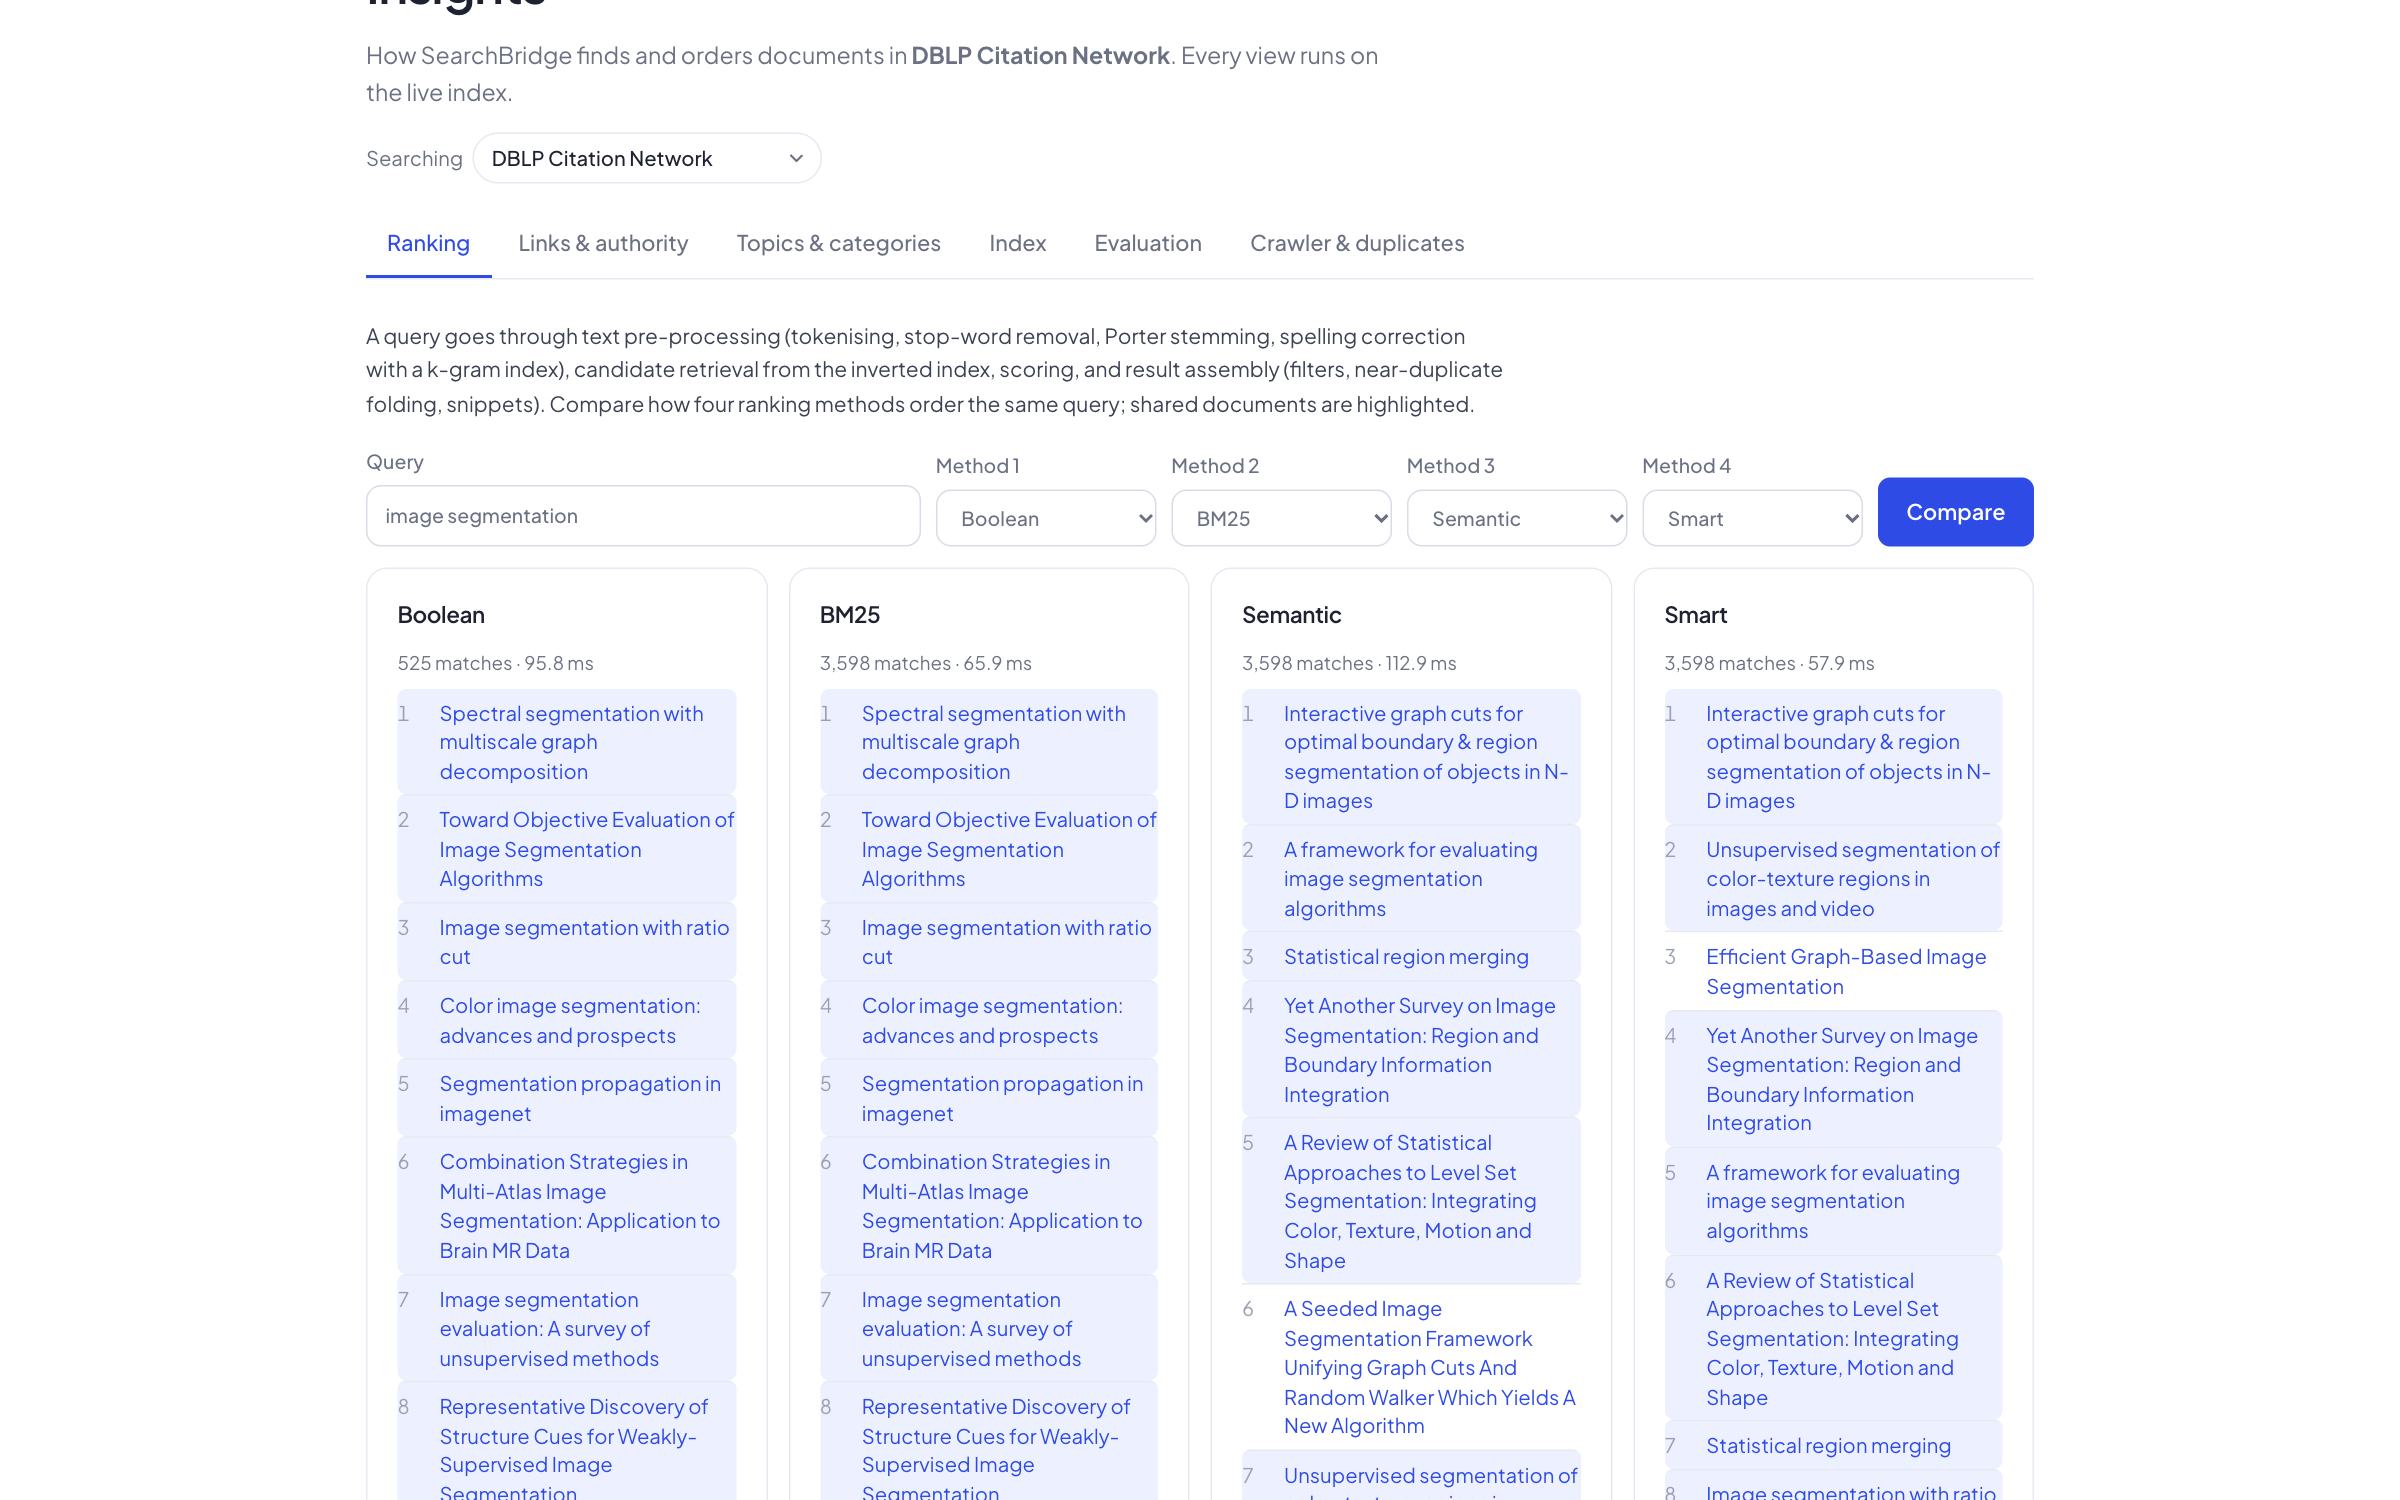 How SearchBridge finds and orders documents in DBLP Citation Network. Every view runs on
the live index.
Searching
DBLP Citation Network
Ranking
Links & authority
Topics & categories
Index
Evaluation
Crawler & duplicates
A query goes through text pre-processing (tokenising, stop-word removal, Porter stemming, spelling correction
with a k-gram index), candidate retrieval from the inverted index, scoring, and result assembly (filters, near-duplicate
folding, snippets). Compare how four ranking methods order the same query; shared documents are highlighted.
Query
image segmentation
Method 1
Boolean
Method 2
BM25
Method 3
Semantic
Method 4
Smart
Compare
Boolean
525 matches · 95.8 ms
1 Spectral segmentation with
multiscale graph
decomposition
2 Toward Objective Evaluation of
Image Segmentation
Algorithms
3 Image segmentation with ratio
cut
4 Color image segmentation:
advances and prospects
5 Segmentation propagation in
imagenet
6 Combination Strategies in
Multi-Atlas Image
Segmentation: Application to
Brain MR Data
7 Image segmentation
evaluation: A survey of
unsupervised methods
8 Representative Discovery of
Structure Cues for Weakly-
Supervised Image
Segmentation
BM25
3,598 matches · 65.9 ms
1 Spectral segmentation with
multiscale graph
decomposition
2 Toward Objective Evaluation of
Image Segmentation
Algorithms
3 Image segmentation with ratio
cut
4 Color image segmentation:
advances and prospects
5 Segmentation propagation in
imagenet
6 Combination Strategies in
Multi-Atlas Image
Segmentation: Application to
Brain MR Data
7 Image segmentation
evaluation: A survey of
unsupervised methods
8 Representative Discovery of
Structure Cues for Weakly-
Supervised Image
Segmentation
Semantic
3,598 matches · 112.9 ms
1 Interactive graph cuts for
optimal boundary & region
segmentation of objects in N-
D images
2 A framework for evaluating
image segmentation
algorithms
3 Statistical region merging
4 Yet Another Survey on Image
Segmentation: Region and
Boundary Information
Integration
5 A Review of Statistical
Approaches to Level Set
Segmentation: Integrating
Color, Texture, Motion and
Shape
6 A Seeded Image
Segmentation Framework
Unifying Graph Cuts And
Random Walker Which Yields A
New Algorithm
7 Unsupervised segmentation of
Smart
3,598 matches · 57.9 ms
1 Interactive graph cuts for
optimal boundary & region
segmentation of objects in N-
D images
2 Unsupervised segmentation of
color-texture regions in
images and video
3 Efficient Graph-Based Image
Segmentation
4 Yet Another Survey on Image
Segmentation: Region and
Boundary Information
Integration
5 A framework for evaluating
image segmentation
algorithms
6 A Review of Statistical
Approaches to Level Set
Segmentation: Integrating
Color, Texture, Motion and
Shape
7 Statistical region merging
8 Image segmentation with ratio